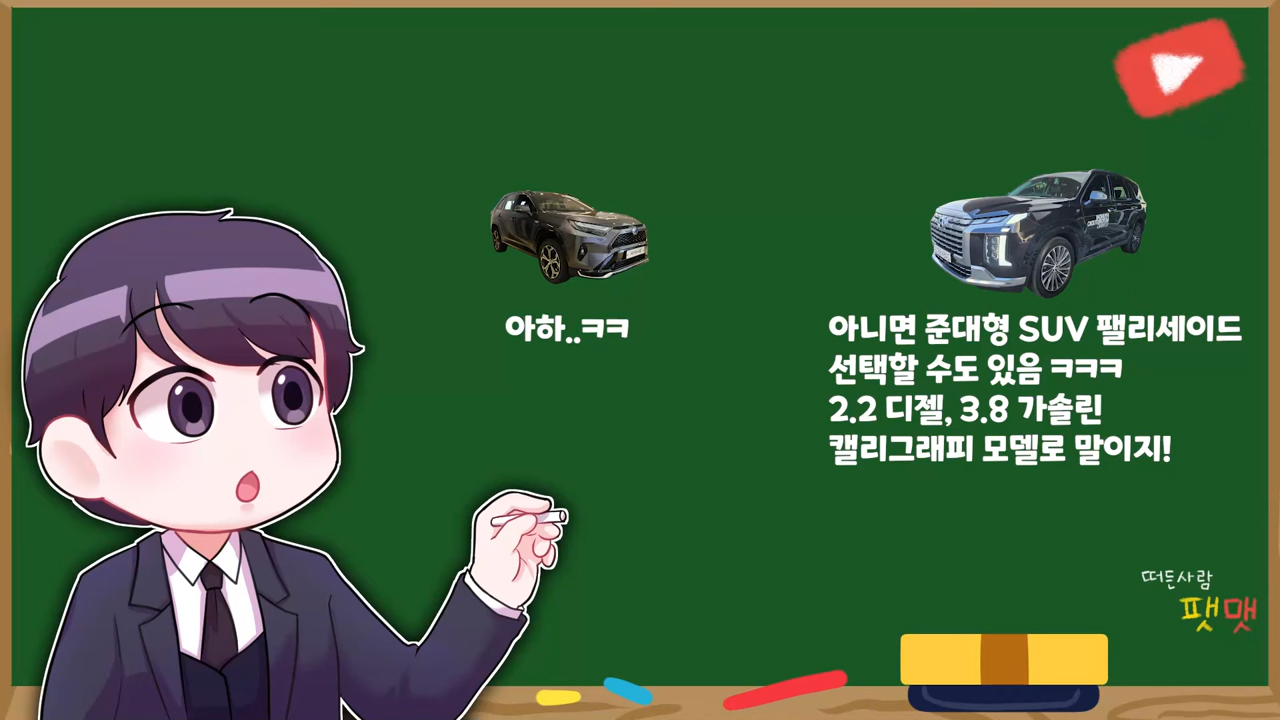 아하..ㅋㅋ
아니면 준대형 SUV 팰리세이드
선택할 수도 있음 ㅋㅋㅋ
2.2 디젤, 3.8 가솔린
캘리그래피 모델로 말이지!
떠든사람
팻맷